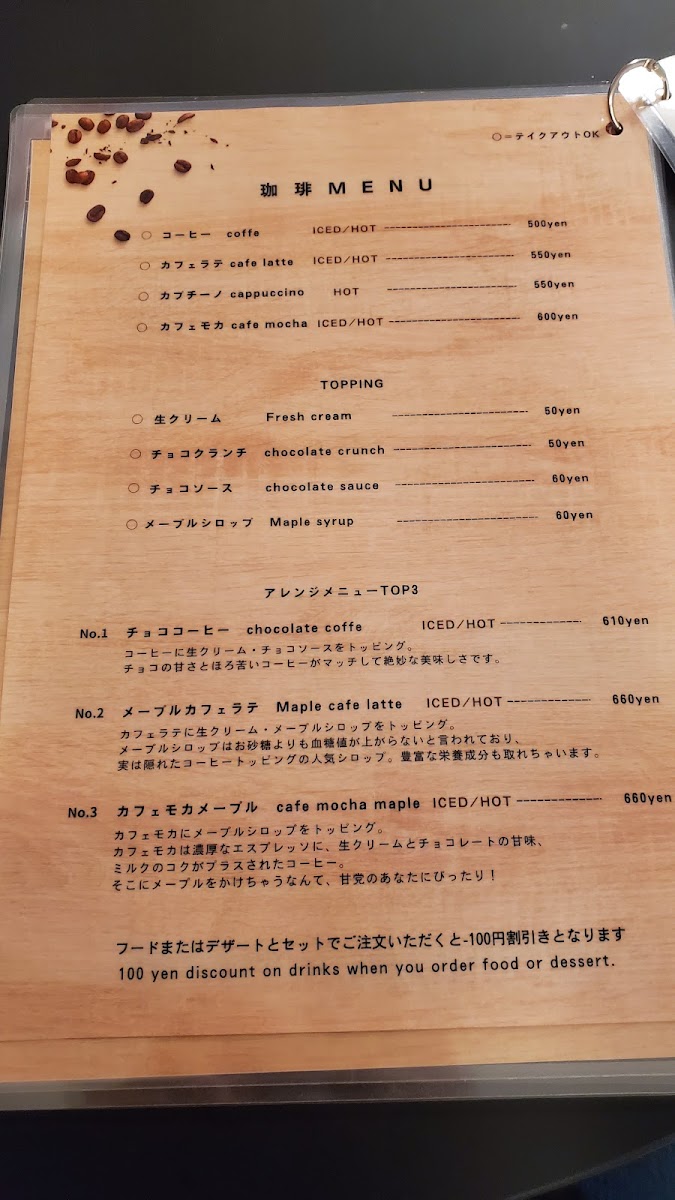 ○=テイクアウトOK
珈琲MENU
○ コーヒー coffe ICED/HOT 500yen
○ カフェラテ cafe latte ICED/HOT 550yen
○ カプチーノ cappuccino HOT 550yen
○ カフェモカ cafe mocha ICED/HOT 600yen
TOPPING
○ 生クリーム Fresh cream 50yen
○ チョコクランチ chocolate crunch 50yen
○ チョコソース chocolate sauce 60yen
○ メープルシロップ Maple syrup 60yen
アレンジメニューTOP3
No.1 チョココーヒー chocolate coffe ICED/HOT 610yen
コーヒーに生クリーム・チョコソースをトッピング。
チョコの甘さとほろ苦いコーヒーがマッチして絶妙な美味しさです。
No.2 メープルカフェラテ Maple cafe latte ICED/HOT 660yen
カフェラテに生クリーム・メープルシロップをトッピング。
メープルシロップはお砂糖よりも血糖値が上がらないと言われており、
実は隠れたコーヒートッピングの人気シロップ。豊富な栄養成分も取れちゃいます。
No.3 カフェモカメープル cafe mocha maple ICED/HOT 660yen
カフェモカにメープルシロップをトッピング。
カフェモカは濃厚なエスプレッソに、生クリームとチョコレートの甘味、
ミルクのコクがプラスされたコーヒー。
そこにメープルをかけちゃうなんて、甘党のあなたにぴったり！
フードまたはデザートとセットでご注文いただくと-100円割引きとなります
100 yen discount on drinks when you order food or dessert.